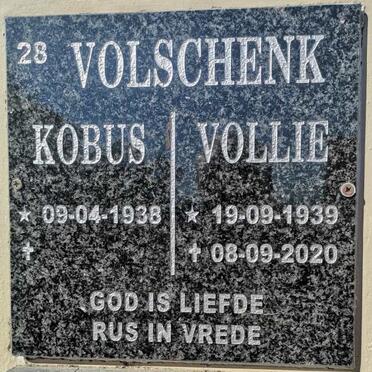 28 VOLSCHENK
KOBUS VOLLIE
★ 09-04-1938 ★ 19-09-1939
✝ ✝ 08-09-2020
GOD IS LIEFDE
RUS IN VREDE